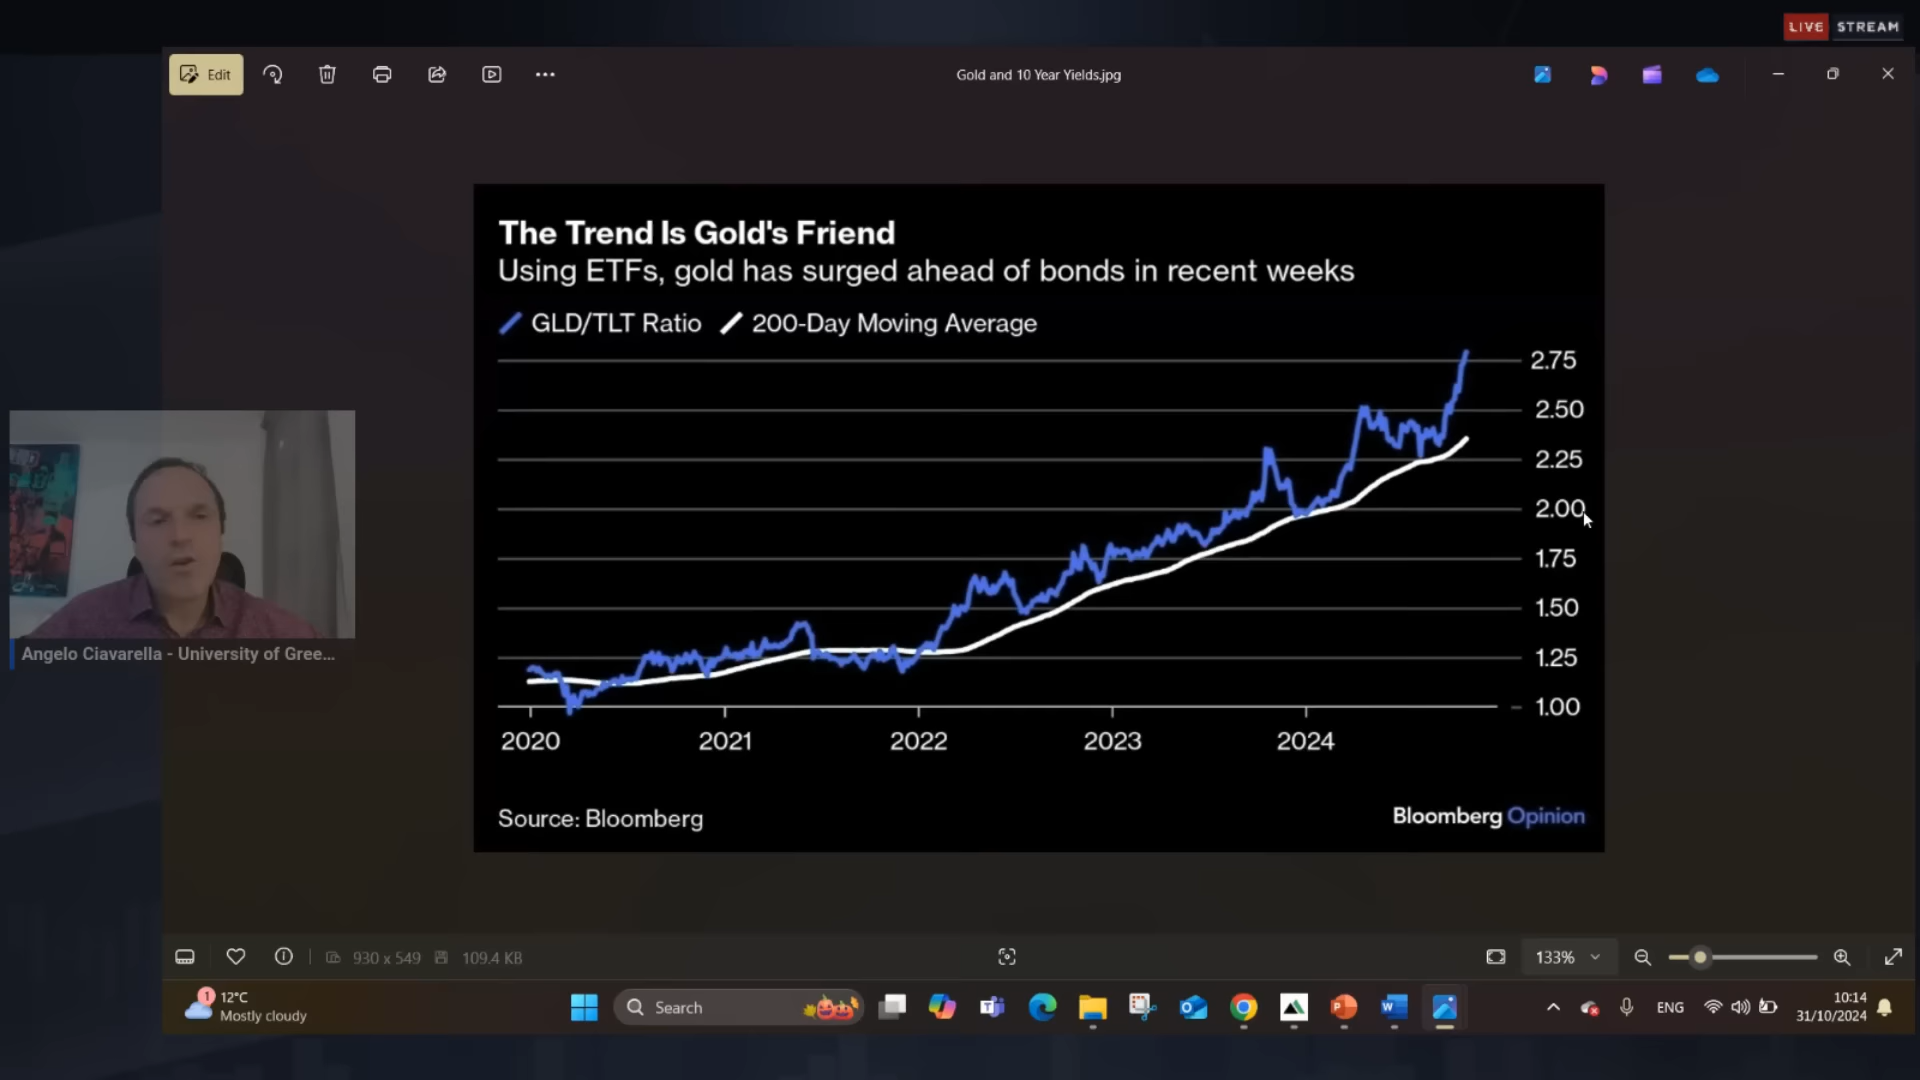 LIVE STREAM
Edit
Gold and 10 Year Yields.jpg
The Trend Is Gold's Friend
Using ETFs, gold has surged ahead of bonds in recent weeks
GLD/TLT Ratio 200-Day Moving Average
2.75
2.50
2.25
2.00
1.75
1.50
1.25
1.00
2020 2021 2022 2023 2024
Source: Bloomberg
Bloomberg Opinion
Angelo Ciavarella - University of Gree...
930 x 549 109.4 KB
133%
1
12°C
Mostly cloudy
Search
ENG
10:14
31/10/2024